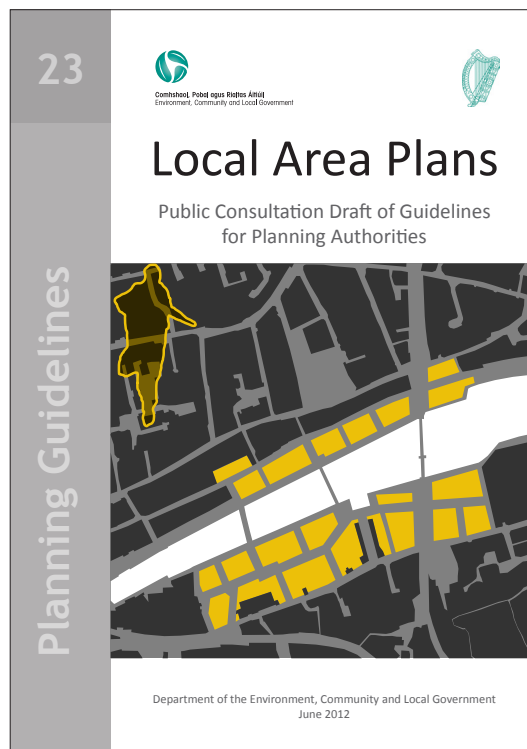 23
Comhshaol, Pobal agus Rialtas Áitiúil
Environment, Community and Local Government
Local Area Plans
Public Consultation Draft of Guidelines
for Planning Authorities
Planning Guidelines
Department of the Environment, Community and Local Government
June 2012